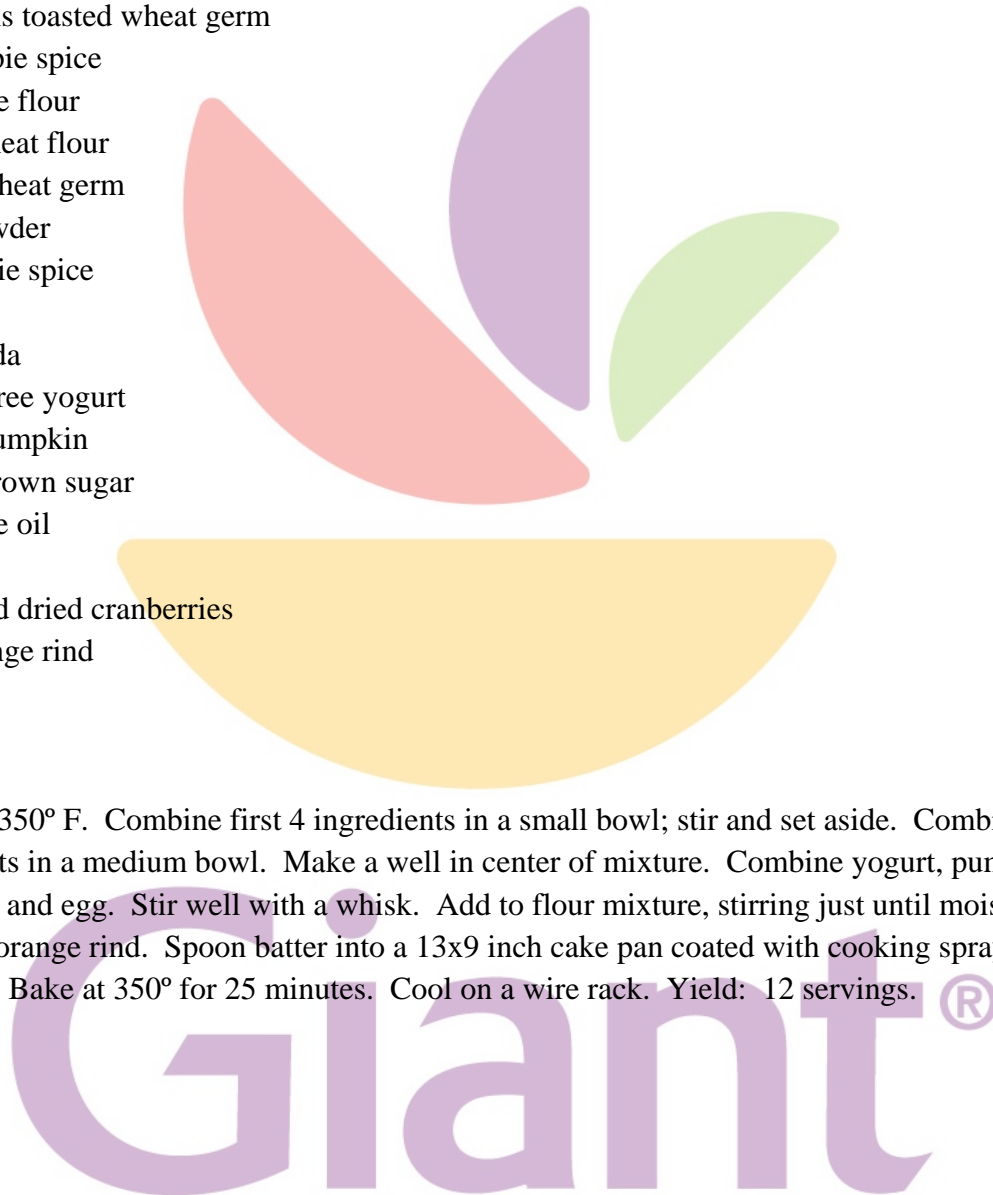 s toasted wheat germ
pie spice
e flour
eat flour
heat germ
wder
ie spice
da
ree yogurt
umpkin
rown sugar
e oil
d dried cranberries
nge rind
350º F.  Combine first 4 ingredients in a small bowl; stir and set aside.  Combi
ts in a medium bowl.  Make a well in center of mixture.  Combine yogurt, pum
and egg.  Stir well with a whisk.  Add to flour mixture, stirring just until mois
orange rind.  Spoon batter into a 13x9 inch cake pan coated with cooking spra
Bake at 350º for 25 minutes.  Cool on a wire rack.  Yield:  12 servings.
Giant®